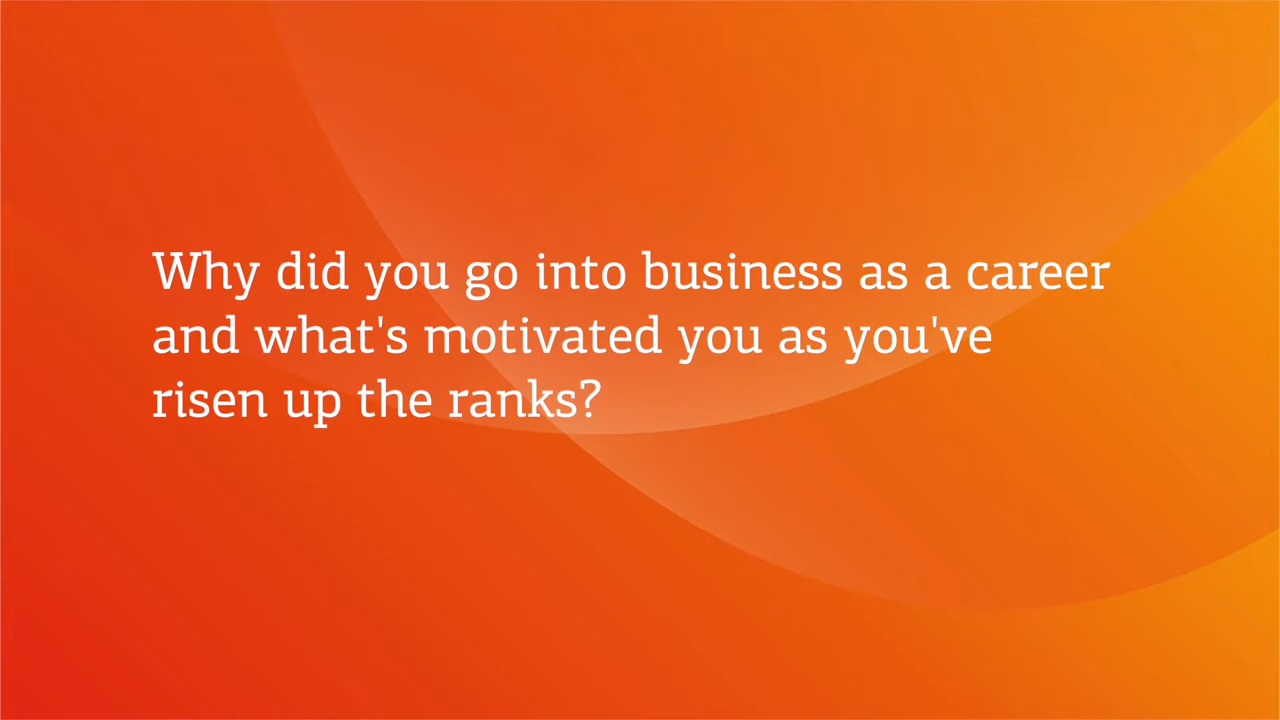 Why did you go into business as a career
and what's motivated you as you've
risen up the ranks?